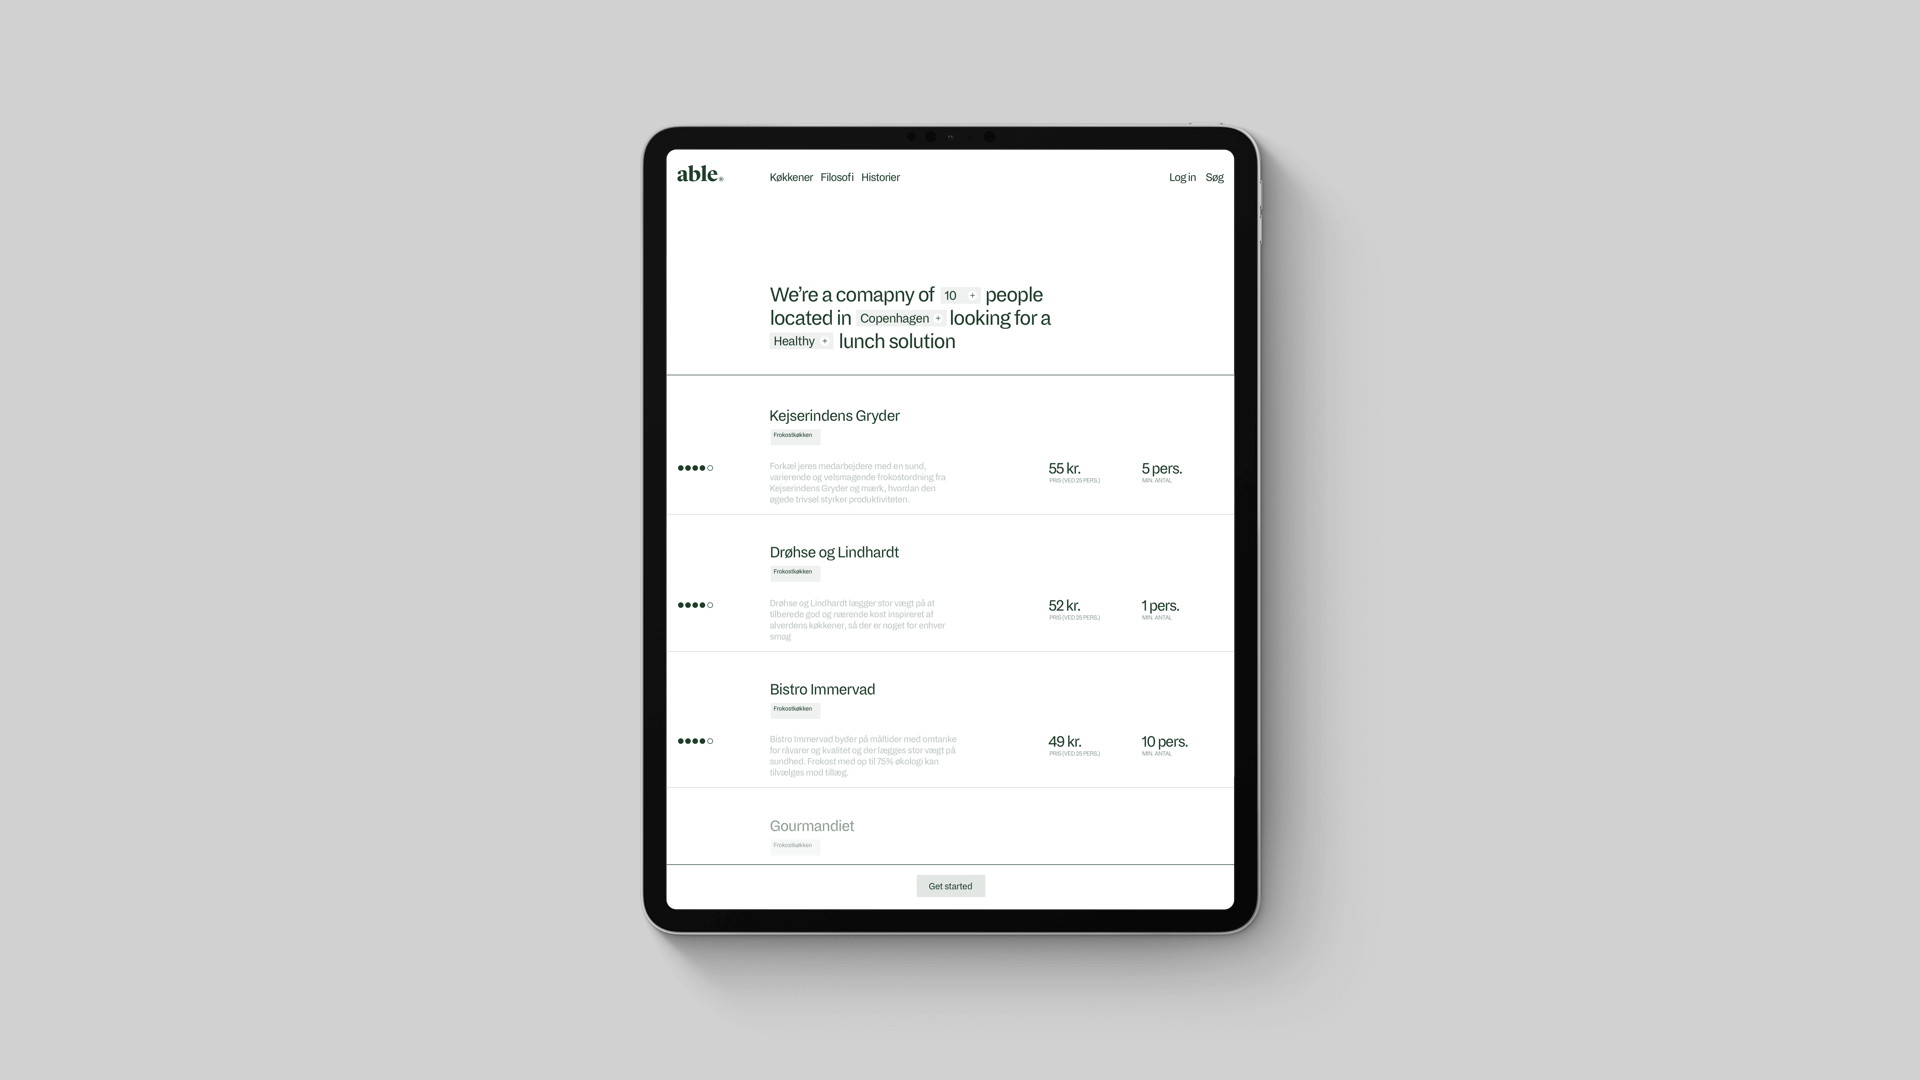 able.®
Køkkener Filosofi Historier
Log in Søg
We’re a comapny of 10 + people
located in Copenhagen + looking for a
Healthy + lunch solution
Kejserindens Gryder
Frokostkøkken
Forkæl jeres medarbejdere med en sund,
varierende og velsmagende frokostordning fra
Kejserindens Gryder og mærk, hvordan den
øgede trivsel styrker produktiviteten.
55 kr.
PRIS (VED 25 PERS.)
5 pers.
MIN. ANTAL
Drøhse og Lindhardt
Frokostkøkken
Drøhse og Lindhardt lægger stor vægt på at
tilberede god og nærende kost inspireret af
alverdens køkkener, så der er noget for enhver
smag
52 kr.
PRIS (VED 25 PERS.)
1 pers.
MIN. ANTAL
Bistro Immervad
Frokostkøkken
Bistro Immervad byder på måltider med omtanke
for råvarer og kvalitet og der lægges stor vægt på
sundhed. Frokost med op til 75% økologi kan
tilvælges mod tillæg.
49 kr.
PRIS (VED 25 PERS.)
10 pers.
MIN. ANTAL
Gourmandiet
Frokostkøkken
Get started